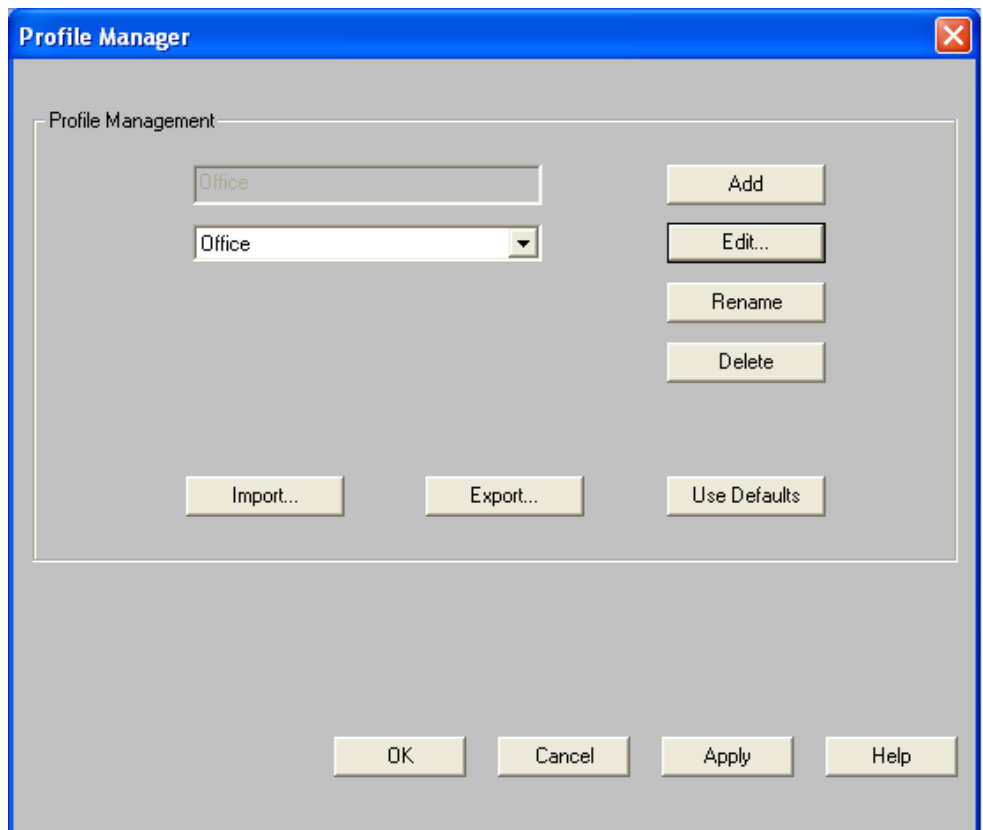 Profile Manager
Profile Management
Office
Add
Office
Edit...
Rename
Delete
Import...
Export...
Use Defaults
OK
Cancel
Apply
Help